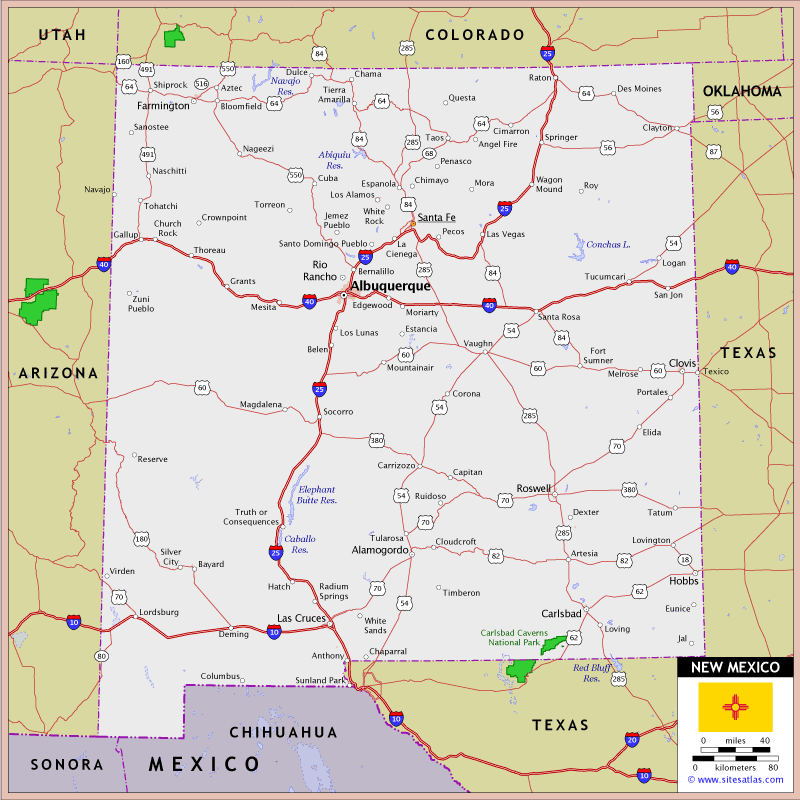 UTAH
COLORADO
OKLAHOMA
ARIZONA
TEXAS
TEXAS
CHIHUAHUA
SONORA
MEXICO
160
491
64
550
516
84
285
25
Dulce
Navajo
Res.
Chama
Raton
Shiprock
Aztec
Farmington
Bloomfield
64
Tierra
Amarilla
64
Questa
64
Des Moines
56
Sanostee
84
285
Taos
64
Cimarron
Angel Fire
Springer
56
Clayton
87
491
Nageezi
Abiquiu
Res.
68
Penasco
Naschitti
550
Cuba
Espanola
Chimayo
Mora
Wagon
Mound
Roy
Navajo
Los Alamos
84
Tohatchi
Torreon
White
Rock
25
Crownpoint
Jemez
Pueblo
Santa Fe
Church
Rock
Gallup
Santo Domingo Pueblo
La
Cienega
Pecos
Las Vegas
Conchas L.
54
Thoreau
25
Logan
40
Rio
Rancho
Bernalillo
285
84
Tucumcari
40
Grants
Albuquerque
San Jon
Zuni
Pueblo
Mesita
40
Edgewood
Moriarty
40
Santa Rosa
Los Lunas
Estancia
54
84
Belen
60
Vaughn
Fort
Sumner
Clovis
Mountainair
60
Melrose
60
Texico
60
25
Corona
Portales
Magdalena
Socorro
54
285
Elida
380
70
Reserve
Carrizozo
Capitan
Elephant
Butte Res.
54
Ruidoso
70
Roswell
380
Truth or
Consequences
70
Dexter
Tatum
180
Caballo
Res.
Tularosa
Alamogordo
Cloudcroft
285
Lovington
25
82
Artesia
82
18
Silver
City
Bayard
Virden
Hatch
Radium
Springs
70
Timberon
62
Hobbs
70
54
Lordsburg
Las Cruces
White
Sands
Carlsbad
Eunice
10
Deming
10
Carlsbad Caverns
National Park
62
Loving
Jal
80
Anthony
Chaparral
Columbus
Sunland Park
Red Bluff
Res.
285
10
20
10
NEW MEXICO
0 miles 40
0 kilometers 80
© www.sitesatlas.com